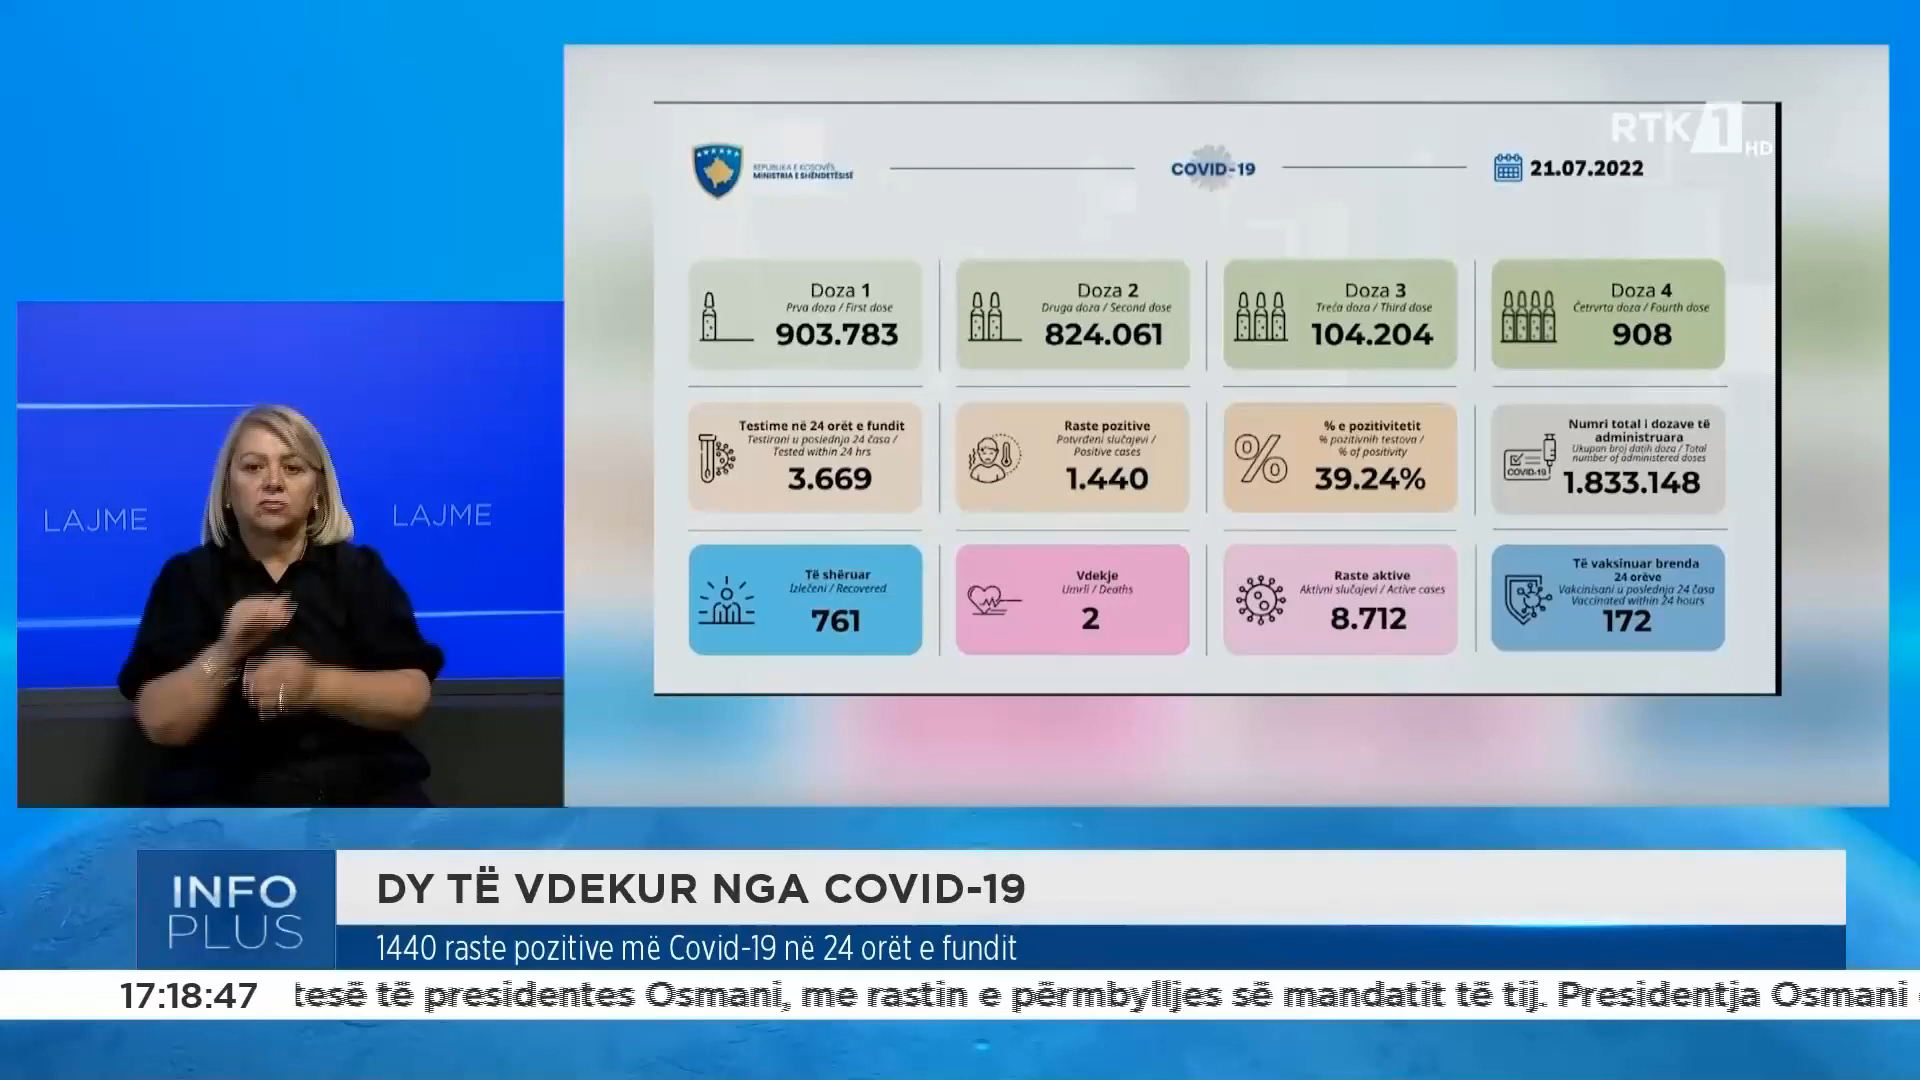 RTK 1 HD
REPUBLIKA E KOSOVËS
MINISTRIA E SHËNDETËSISË
COVID-19
21.07.2022
Doza 1
Prva doza / First dose
903.783
Doza 2
Druga doza / Second dose
824.061
Doza 3
Treća doza / Third dose
104.204
Doza 4
Četvrta doza / Fourth dose
908
Testime në 24 orët e fundit
Testirani u poslednja 24 časa /
Tested within 24 hrs
3.669
Raste pozitive
Potvrđeni slučajevi /
Positive cases
1.440
% e pozitivitetit
% pozitivnih testova /
% of positivity
%
39.24%
Numri total i dozave të
administruara
Ukupan broj datih doza / Total
number of administered doses
COVID-19
1.833.148
Të shëruar
Izlečeni / Recovered
761
Vdekje
Umrli / Deaths
2
Raste aktive
Aktivni slučajevi / Active cases
8.712
Të vaksinuar brenda
24 orëve
Vakcinisani u poslednja 24 časa
Vaccinated within 24 hours
172
LAJME
LAJME
INFO
PLUS
DY TË VDEKUR NGA COVID-19
1440 raste pozitive më Covid-19 në 24 orët e fundit
17:18:47
tesë të presidentes Osmani, me rastin e përmbylljes së mandatit të tij. Presidentja Osmani